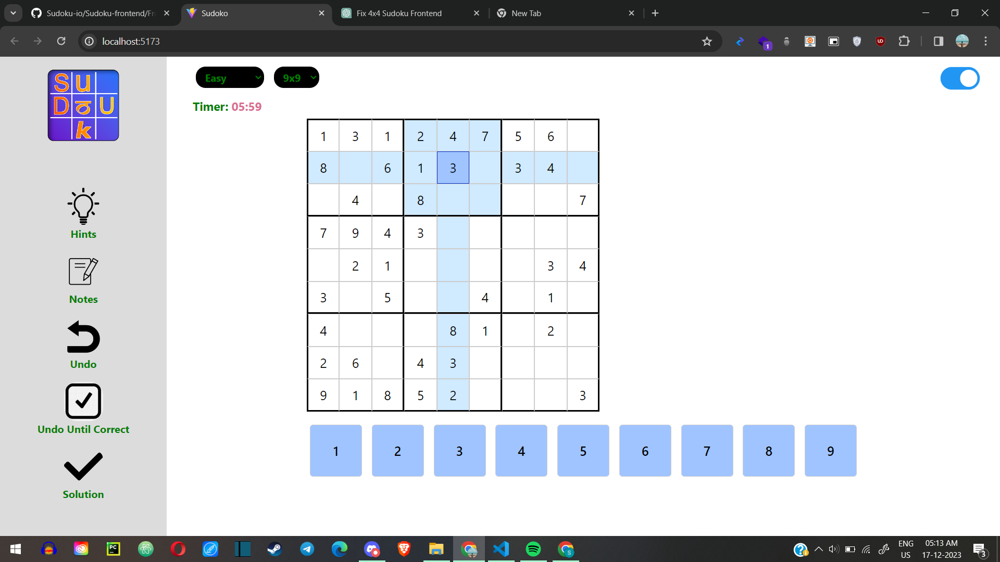 Sudoku-io/Sudoku-frontend/Fr
Sudoko
Fix 4x4 Sudoku Frontend
New Tab
localhost:5173
1
Su
DठU
k
Easy
9x9
Timer: 05:59
Hints
Notes
Undo
Undo Until Correct
Solution
1 3 1 2 4 7 5 6
8 6 1 3 3 4
4 8 7
7 9 4 3
2 1 3 4
3 5 4 1
4 8 1 2
2 6 4 3
9 1 8 5 2 3
1 2 3 4 5 6 7 8 9
PC
S
ENG
US
05:13 AM
17-12-2023
3